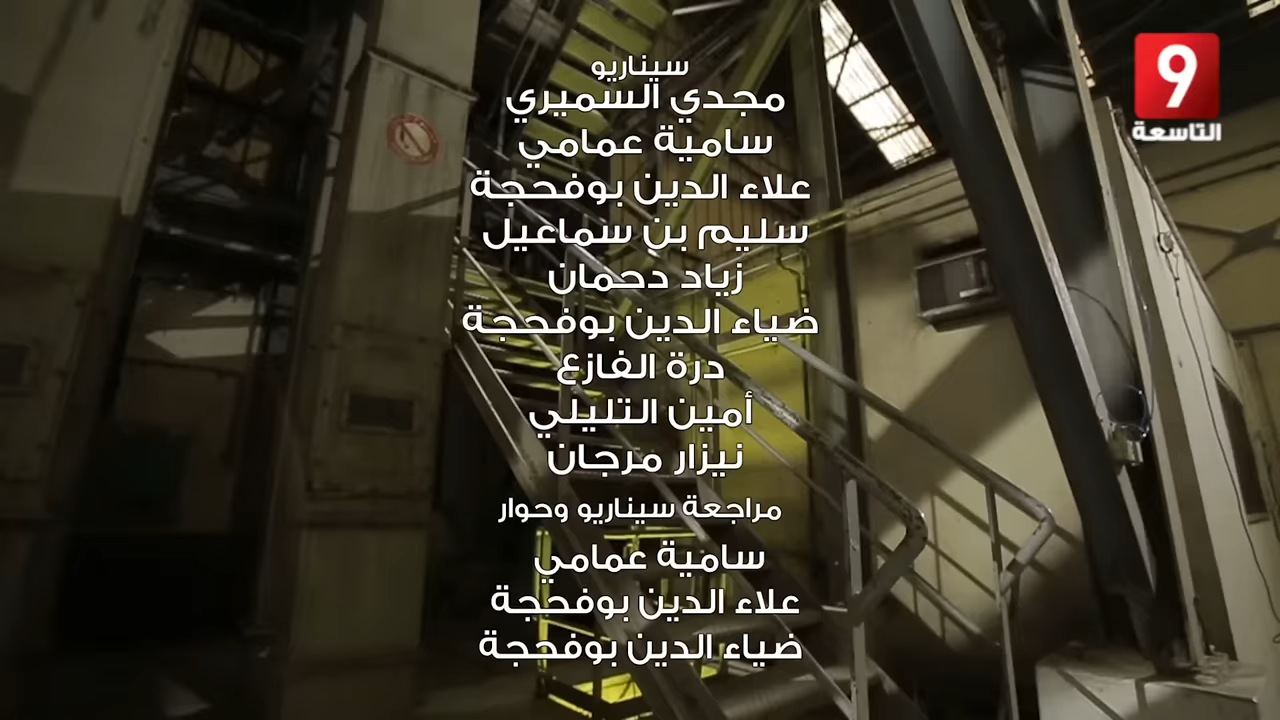 سيناريو
مجدي السميري
سامية عمامي
علاء الدين بوفحجة
سليم بن سماعيل
زياد دحمان
ضياء الدين بوفحجة
درة الفازع
أمين التليلي
نيزار مرجان
مراجعة سيناريو وحوار
سامية عمامي
علاء الدين بوفحجة
ضياء الدين بوفحجة
9
التاسعة